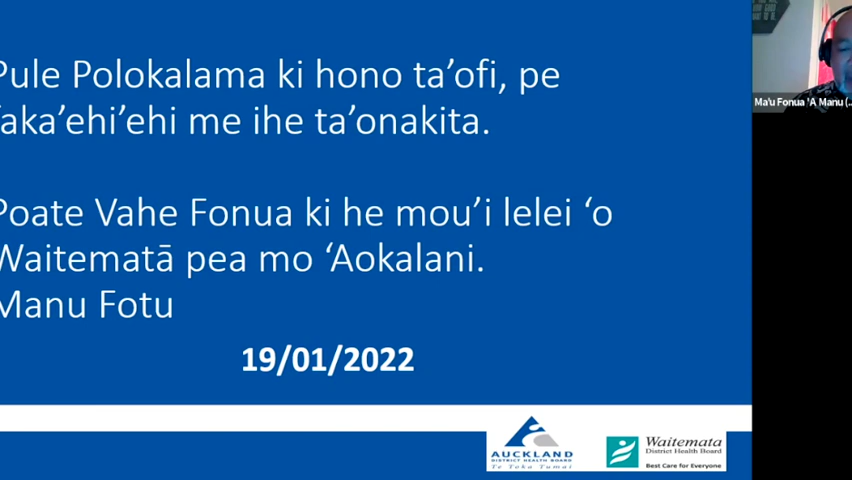 Pule Polokalama ki hono ta’ofi, pe
faka’ehi’ehi me ihe ta’onakita.
Poate Vahe Fonua ki he mou’i lelei ‘o
Waitematā pea mo ‘Aokalani.
Manu Fotu
19/01/2022
AUCKLAND
DISTRICT HEALTH BOARD
Te Toka Tumai
Waitemata
District Health Board
Best Care for Everyone
Ma'u Fonua 'A Manu (...